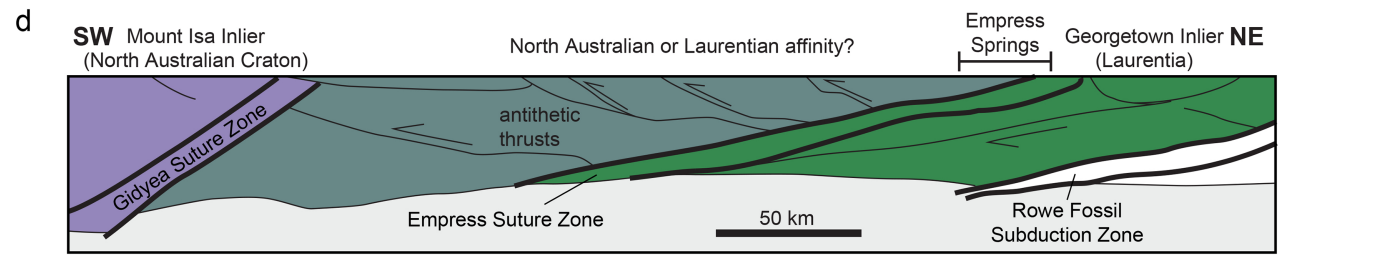 d
SW Mount Isa Inlier
(North Australian Craton)
North Australian or Laurentian affinity?
Empress
Springs
Georgetown Inlier NE
(Laurentia)
Gidyea Suture Zone
antithetic
thrusts
Empress Suture Zone
50 km
Rowe Fossil
Subduction Zone